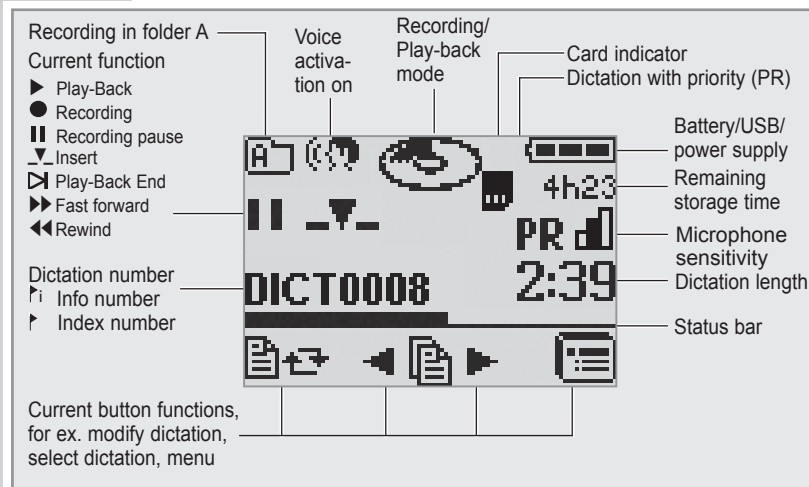 Recording in folder A
Current function
Play-Back
Recording
Recording pause
Insert
Play-Back End
Fast forward
Rewind
Dictation number
i Info number
Index number
Current button functions,
for ex. modify dictation,
select dictation, menu
Voice
activa-
tion on
Recording/
Play-back
mode
Card indicator
Dictation with priority (PR)
Battery/USB/
power supply
Remaining
storage time
Microphone
sensitivity
Dictation length
Status bar
A
4h23
PR
DICT0008 2:39